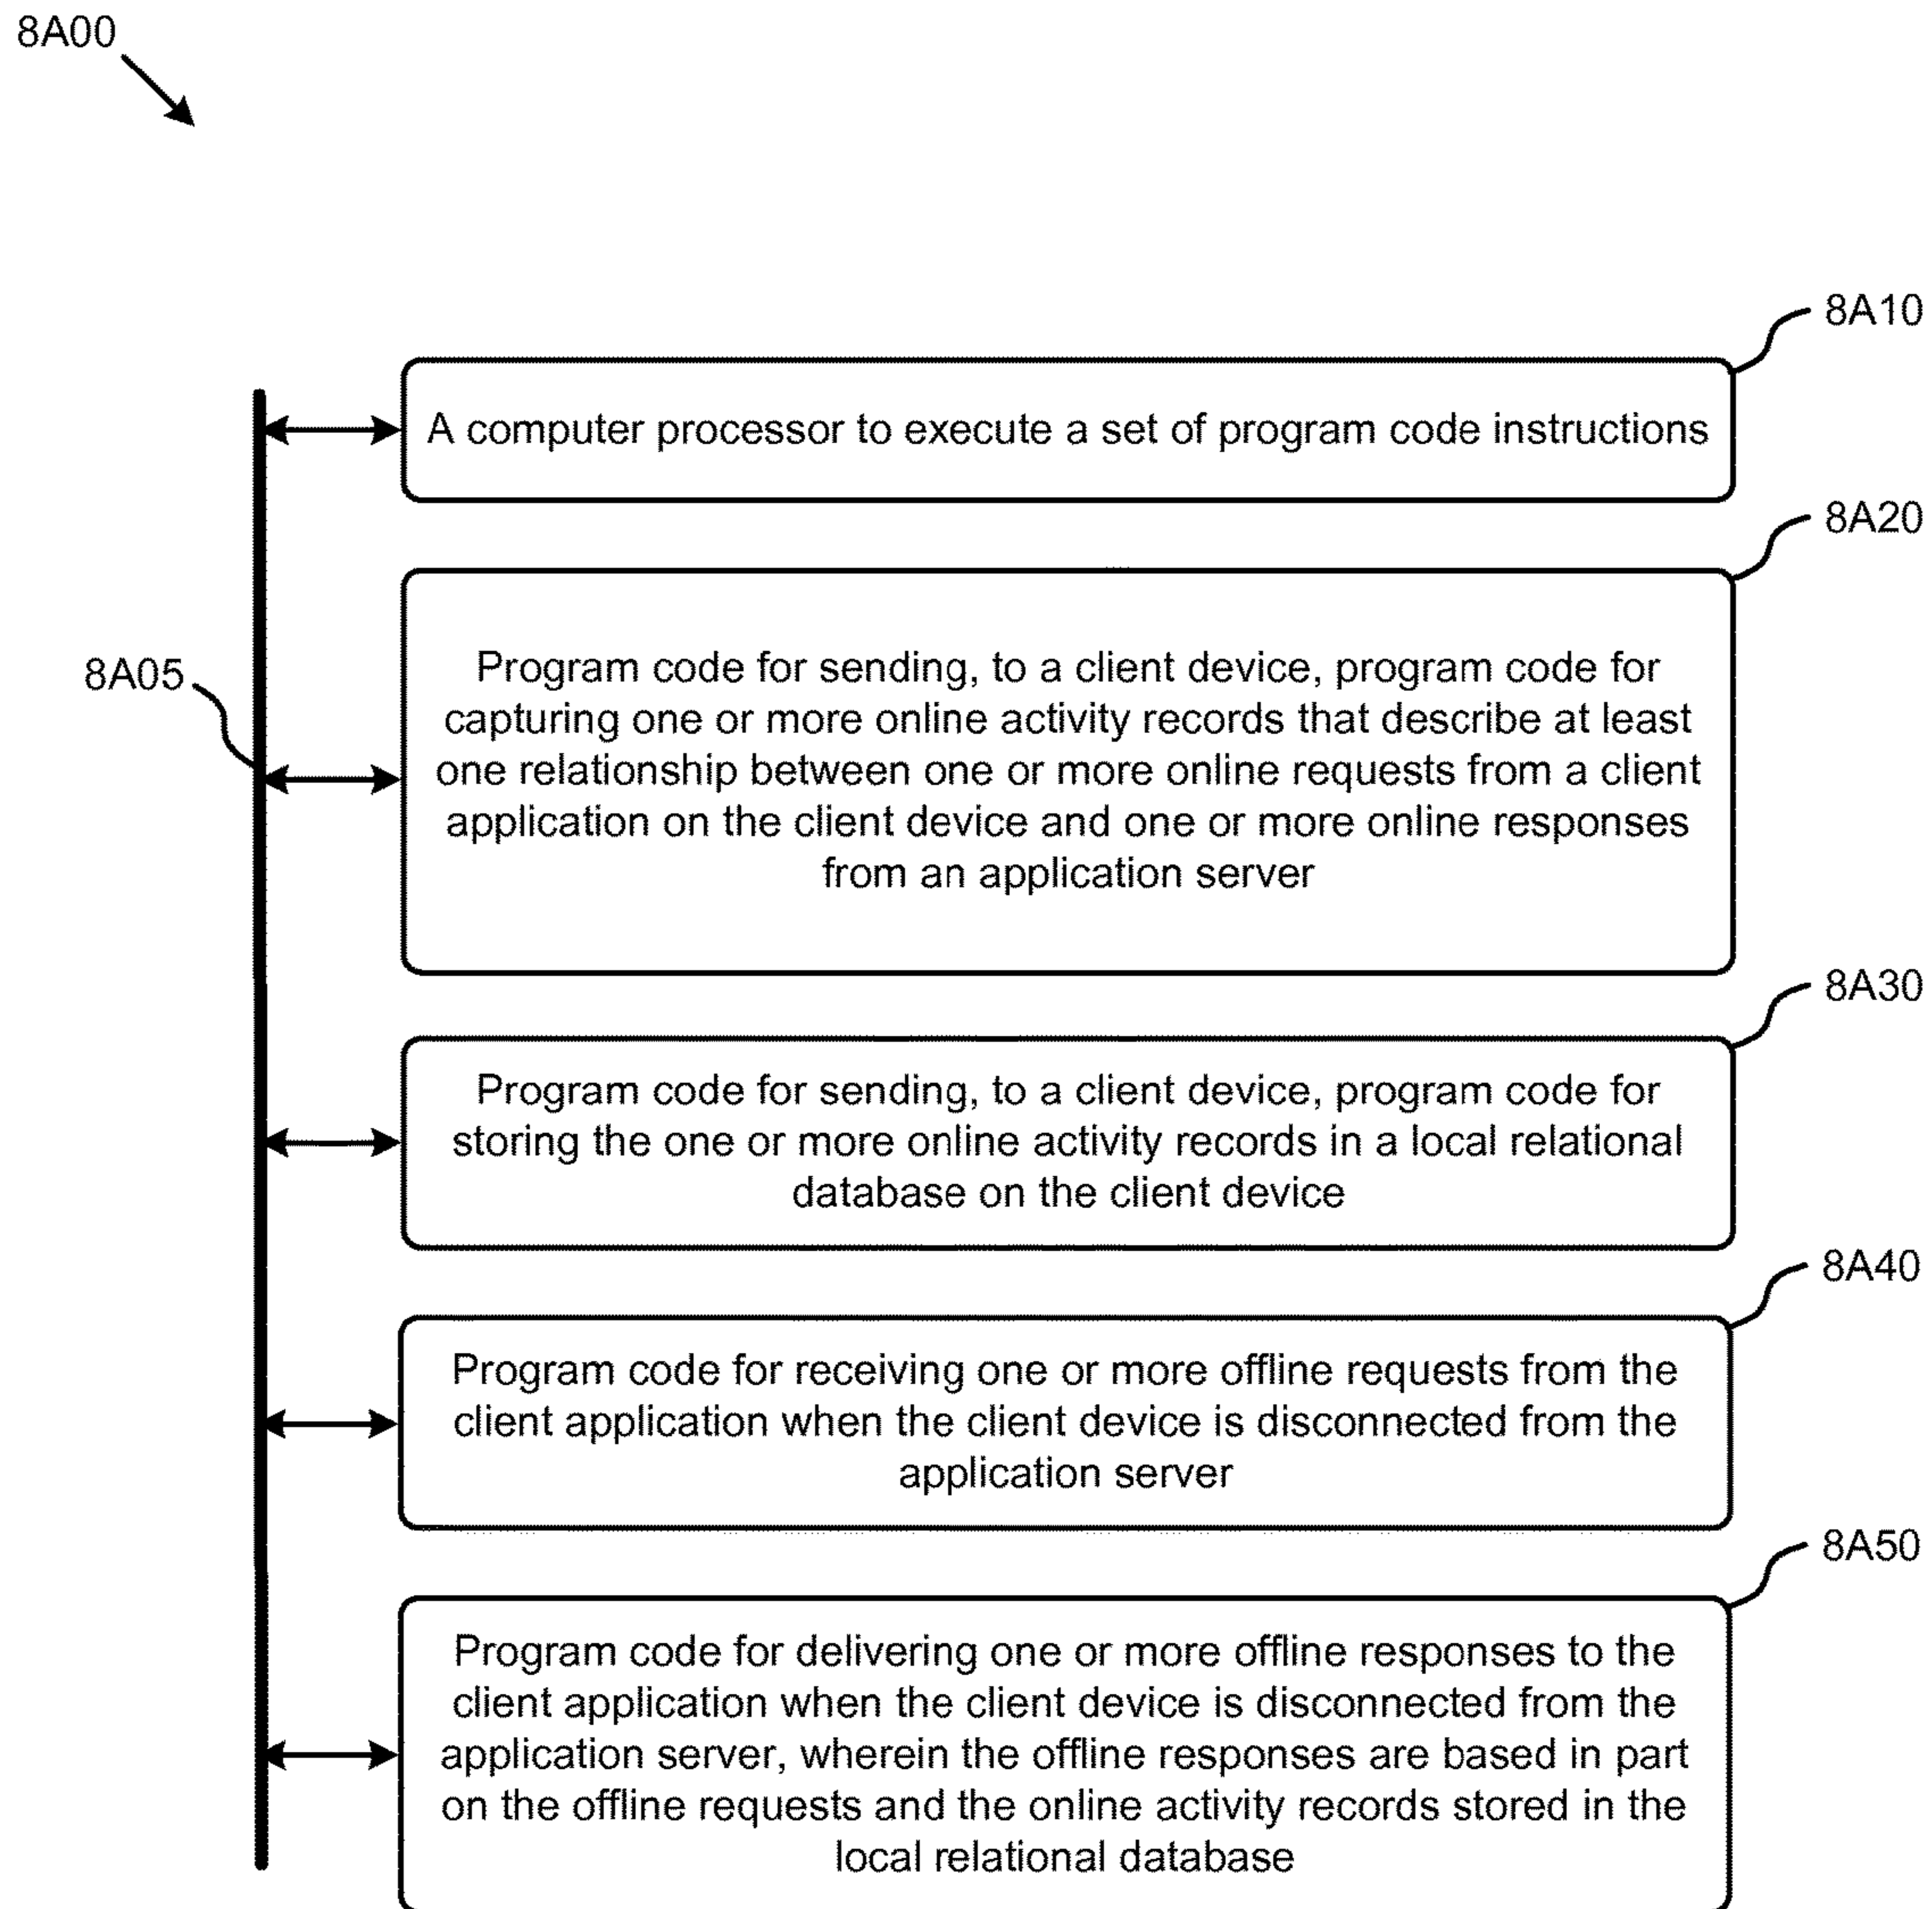 8A00
8A10
A computer processor to execute a set of program code instructions
8A20
Program code for sending, to a client device, program code for
capturing one or more online activity records that describe at least
one relationship between one or more online requests from a client
application on the client device and one or more online responses
from an application server
8A05
8A30
Program code for sending, to a client device, program code for
storing the one or more online activity records in a local relational
database on the client device
8A40
Program code for receiving one or more offline requests from the
client application when the client device is disconnected from the
application server
8A50
Program code for delivering one or more offline responses to the
client application when the client device is disconnected from the
application server, wherein the offline responses are based in part
on the offline requests and the online activity records stored in the
local relational database